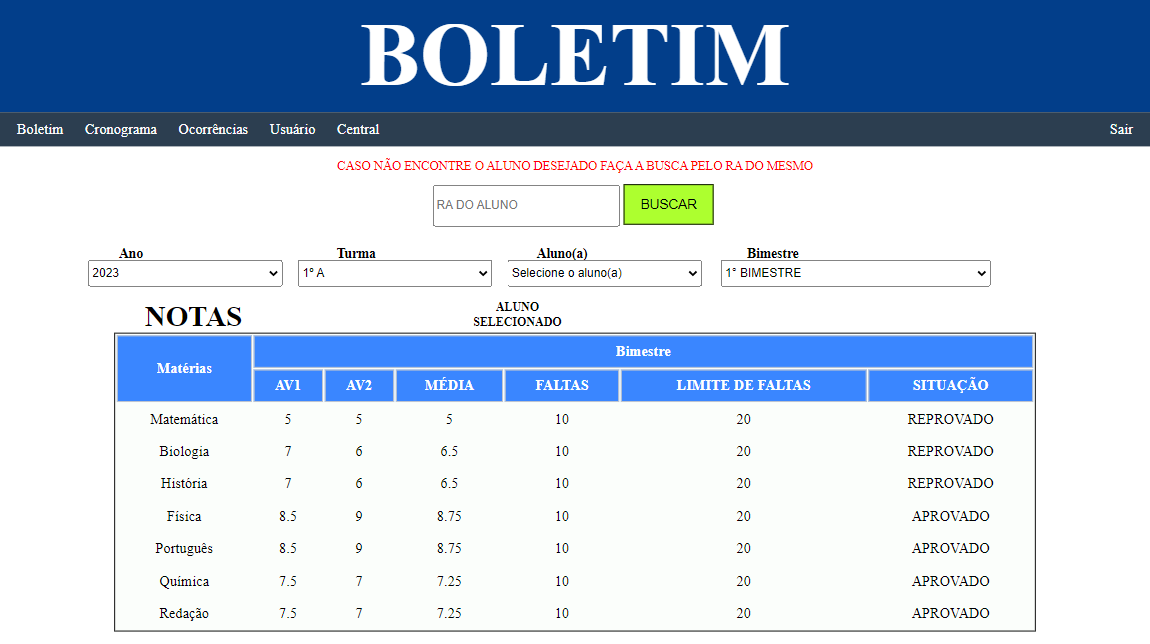 BOLETIM
Boletim Cronograma Ocorrências Usuário Central Sair
CASO NÃO ENCONTRE O ALUNO DESEJADO FAÇA A BUSCA PELO RA DO MESMO
RA DO ALUNO BUSCAR
Ano Turma Aluno(a) Bimestre
2023 1º A Selecione o aluno(a) 1° BIMESTRE
NOTAS
ALUNO
SELECIONADO
Matérias Bimestre
AV1 AV2 MÉDIA FALTAS LIMITE DE FALTAS SITUAÇÃO
Matemática 5 5 5 10 20 REPROVADO
Biologia 7 6 6.5 10 20 REPROVADO
História 7 6 6.5 10 20 REPROVADO
Física 8.5 9 8.75 10 20 APROVADO
Português 8.5 9 8.75 10 20 APROVADO
Química 7.5 7 7.25 10 20 APROVADO
Redação 7.5 7 7.25 10 20 APROVADO